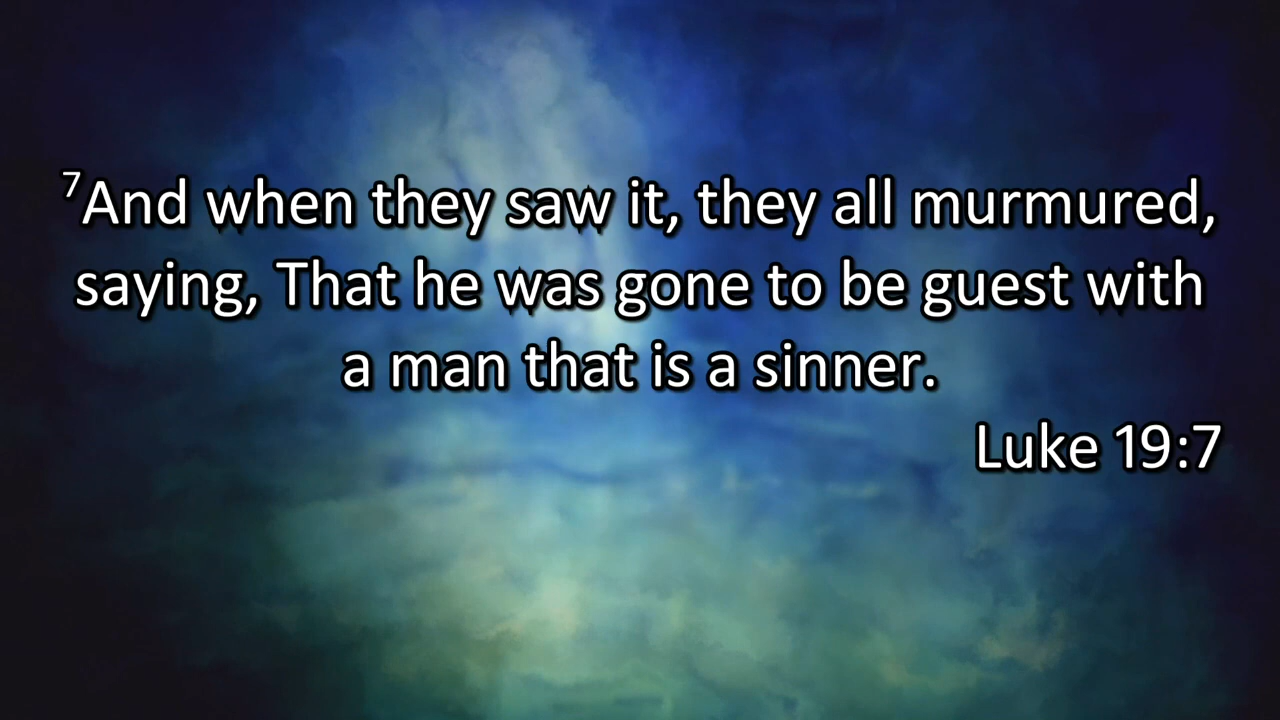 ⁷And when they saw it, they all murmured,
saying, That he was gone to be guest with
a man that is a sinner.
Luke 19:7